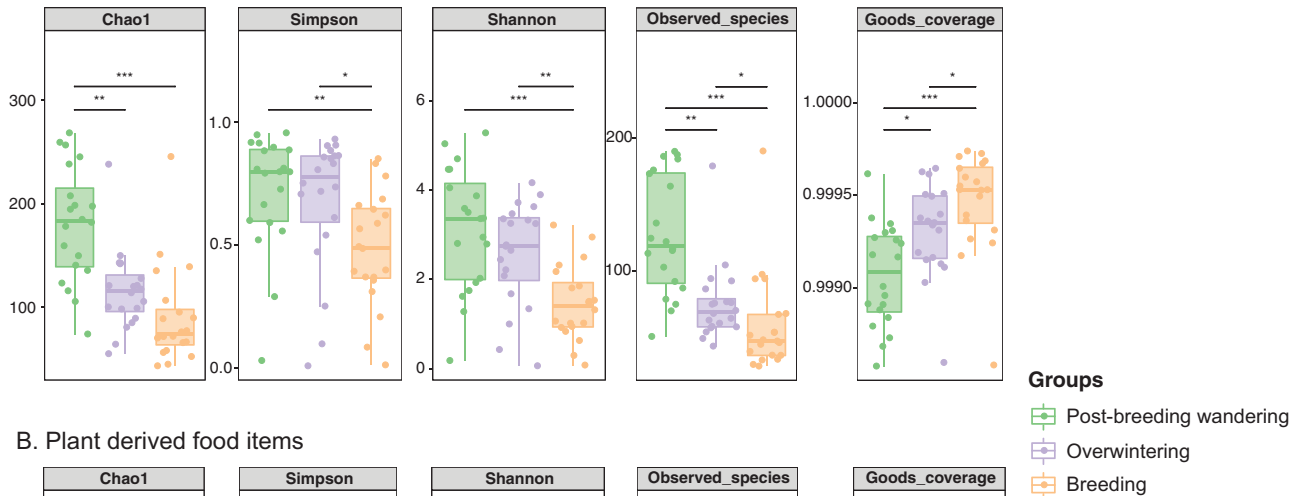 Chao1 Simpson Shannon Observed_species Goods_coverage
300
200
100
*** **
1.0
0.5
0.0
* **
6
4
2
0
** ***
200
100
* *** **
1.0000
0.9995
0.9990
* *** *
Groups
Post-breeding wandering
Overwintering
Breeding
B. Plant derived food items
Chao1 Simpson Shannon Observed_species Goods_coverage